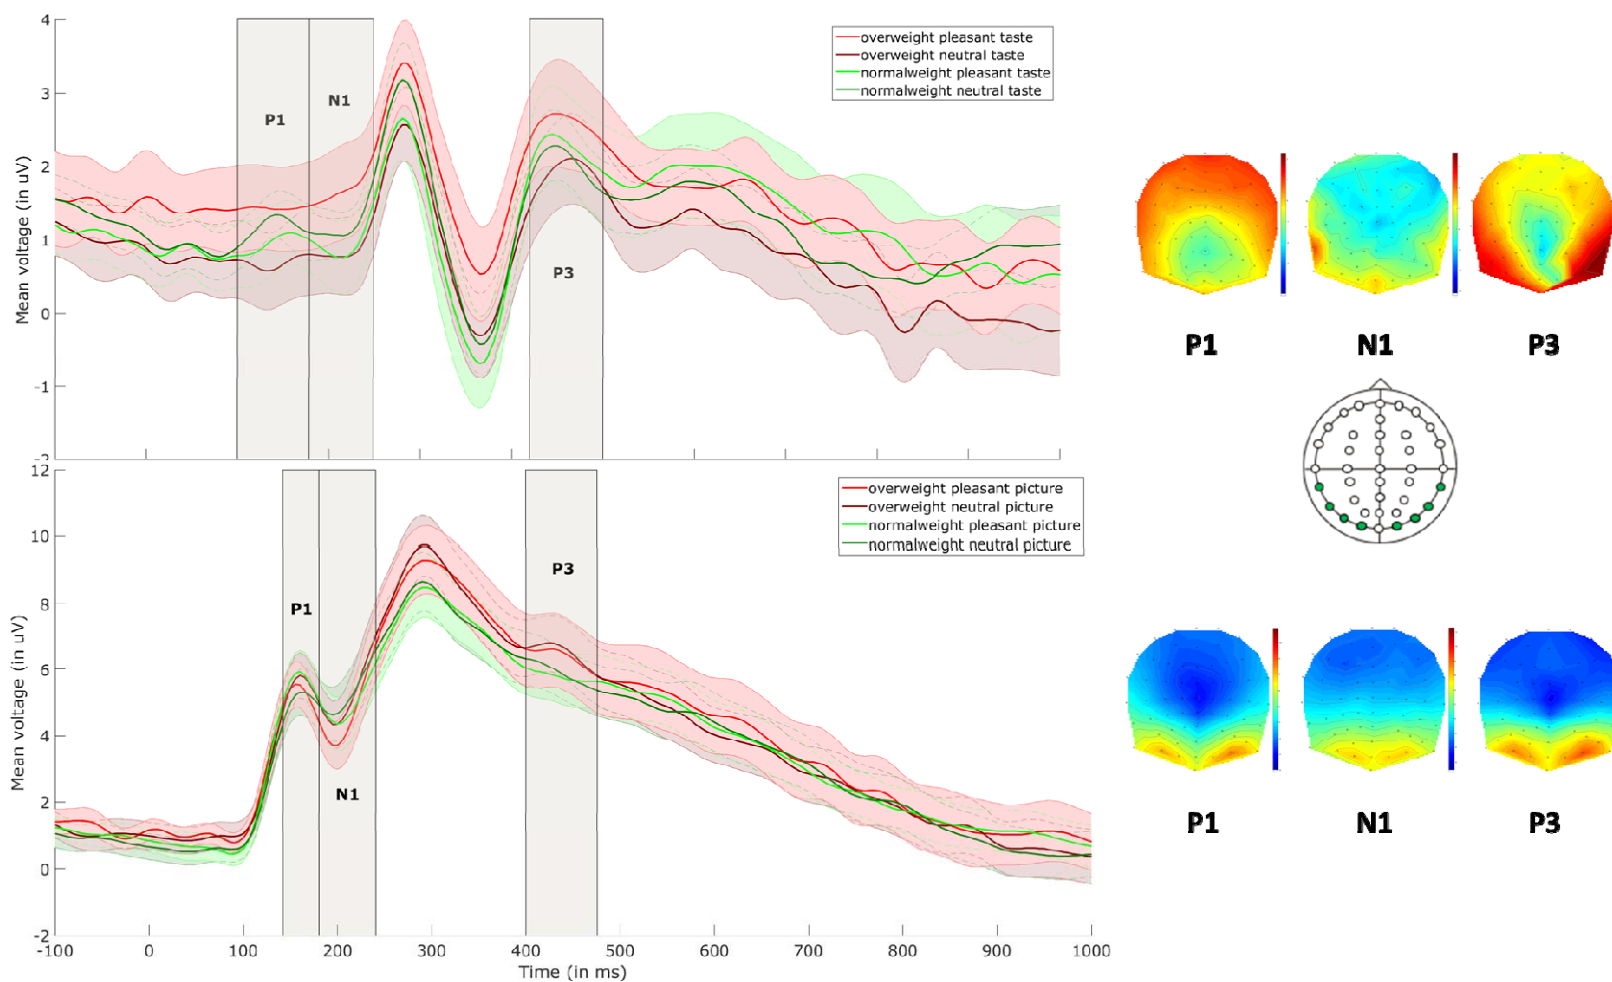 4
3
2
1
0
-1
-2
Mean voltage (in uV)
P1
N1
P3
overweight pleasant taste
overweight neutral taste
normalweight pleasant taste
normalweight neutral taste
P1
N1
P3
12
10
8
6
4
2
0
-2
Mean voltage (in uV)
P1
N1
P3
overweight pleasant picture
overweight neutral picture
normalweight pleasant picture
normalweight neutral picture
-100
0
100
200
300
400
500
600
700
800
900
1000
Time (in ms)
P1
N1
P3